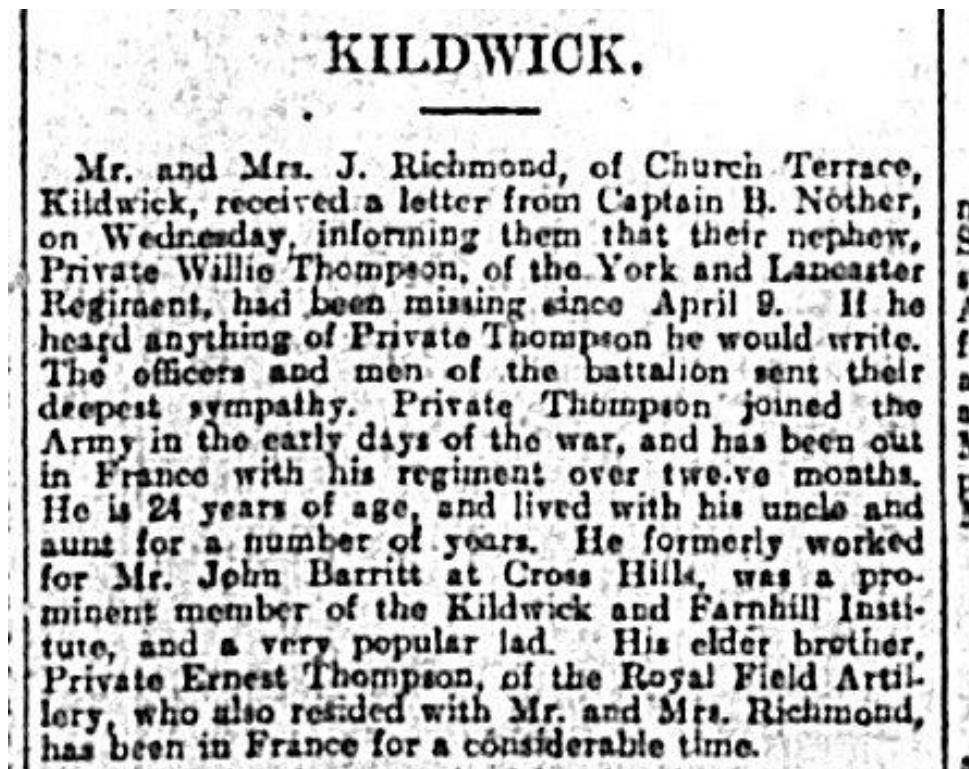 KILDWICK.
Mr. and Mrs. J. Richmond, of Church Terrace,
Kildwick, received a letter from Captain B. Nother,
on Wednesday, informing them that their nephew,
Private Willie Thompson, of the York and Lancaster
Regiment, had been missing since April 9. If he
heard anything of Private Thompson he would write.
The officers and men of the battalion sent their
deepest sympathy. Private Thompson joined the
Army in the early days of the war, and has been out
in France with his regiment over twe.ve months.
He is 24 years of age, and lived with his uncle and
aunt for a number of years. He formerly worked
for Mr. John Barritt at Cross Hills, was a pro-
minent member of the Kildwick and Farnhill Insti-
tute, and a very popular lad. His elder brother,
Private Ernest Thompson, of the Royal Field Artil-
lery, who also resided with Mr. and Mrs. Richmond,
has been in France for a considerable time.